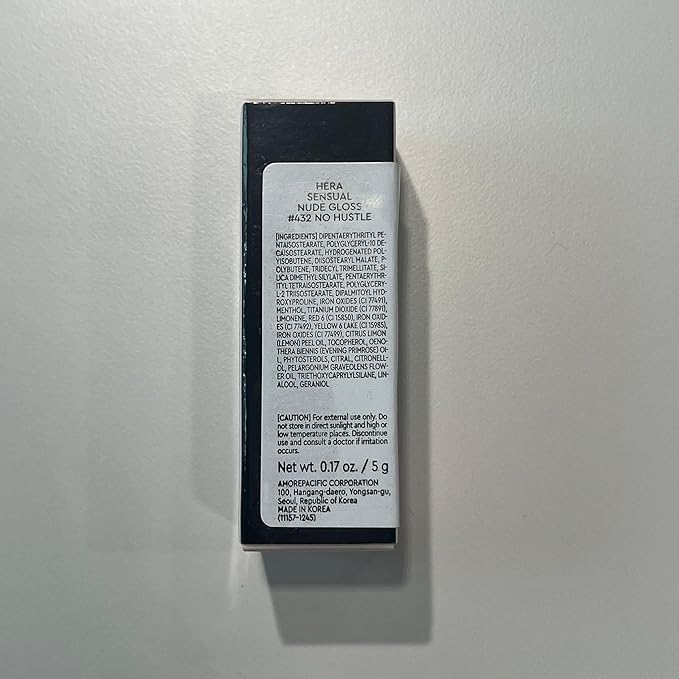 HERA
SENSUAL
NUDE GLOSS
#432 NO HUSTLE
[INGREDIENTS] DIPENTAERYTHRITYL PE-
NTAISOSTEARATE, POLYGLYCERYL-10 DE-
CAISOSTEARATE, HYDROGENATED POL-
YISOBUTENE, DIISOSTEARYL MALATE, P-
OLYBUTENE, TRIDECYL TRIMELLITATE, SI-
LICA DIMETHYL SILYLATE, PENTAERYTH-
RITYL TETRAISOSTEARATE, POLYGLYCER-
YL-2 TRIISOSTEARATE, DIPALMITOYL HYD-
ROXYPROLINE, IRON OXIDES (CI 77491),
MENTHOL, TITANIUM DIOXIDE (CI 77891),
LIMONENE, RED 6 (CI 15850), IRON OXID-
ES (CI 77492), YELLOW 6 LAKE (CI 15985),
IRON OXIDES (CI 77499), CITRUS LIMON
(LEMON) PEEL OIL, TOCOPHEROL, OENO-
THERA BIENNIS (EVENING PRIMROSE) OI-
L, PHYTOSTEROLS, CITRAL, CITRONELL-
OL, PELARGONIUM GRAVEOLENS FLOW-
ER OIL, TRIETHOXYCAPRYLYLSILANE, LIN-
ALOOL, GERANIOL
[CAUTION] For external use only. Do
not store in direct sunlight and high or
low temperature places. Discontinue
use and consult a doctor if irritation
occurs.
Net wt. 0.17 oz. / 5 g
AMOREPACIFIC CORPORATION
100, Hangang-daero, Yongsan-gu,
Seoul, Republic of Korea
MADE IN KOREA
(11157-1245)